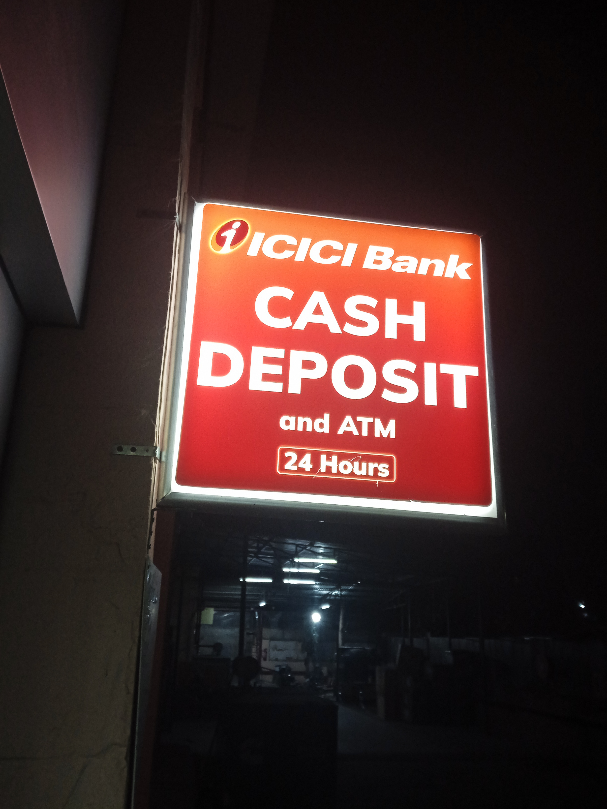 ICICI Bank
CASH
DEPOSIT
and ATM
24 Hours